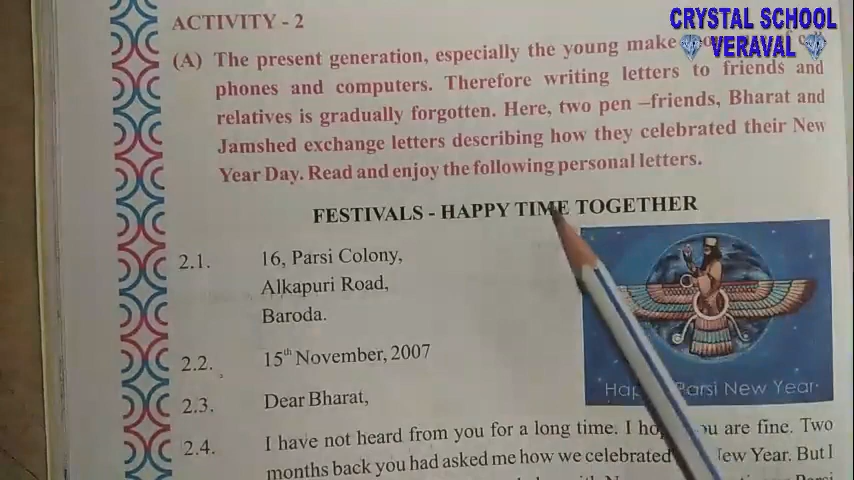 CRYSTAL SCHOOL
VERAVAL
ACTIVITY - 2
(A) The present generation, especially the young make
phones and computers. Therefore writing letters to friends and
relatives is gradually forgotten. Here, two pen –friends, Bharat and
Jamshed exchange letters describing how they celebrated their New
Year Day. Read and enjoy the following personal letters.
FESTIVALS - HAPPY TIME TOGETHER
2.1. 16, Parsi Colony,
Alkapuri Road,
Baroda.
2.2. 15th November, 2007
2.3. Dear Bharat,
Parsi New Year
2.4. I have not heard from you for a long time. I are fine. Two
months back you had asked me how we celebrated New Year. But I